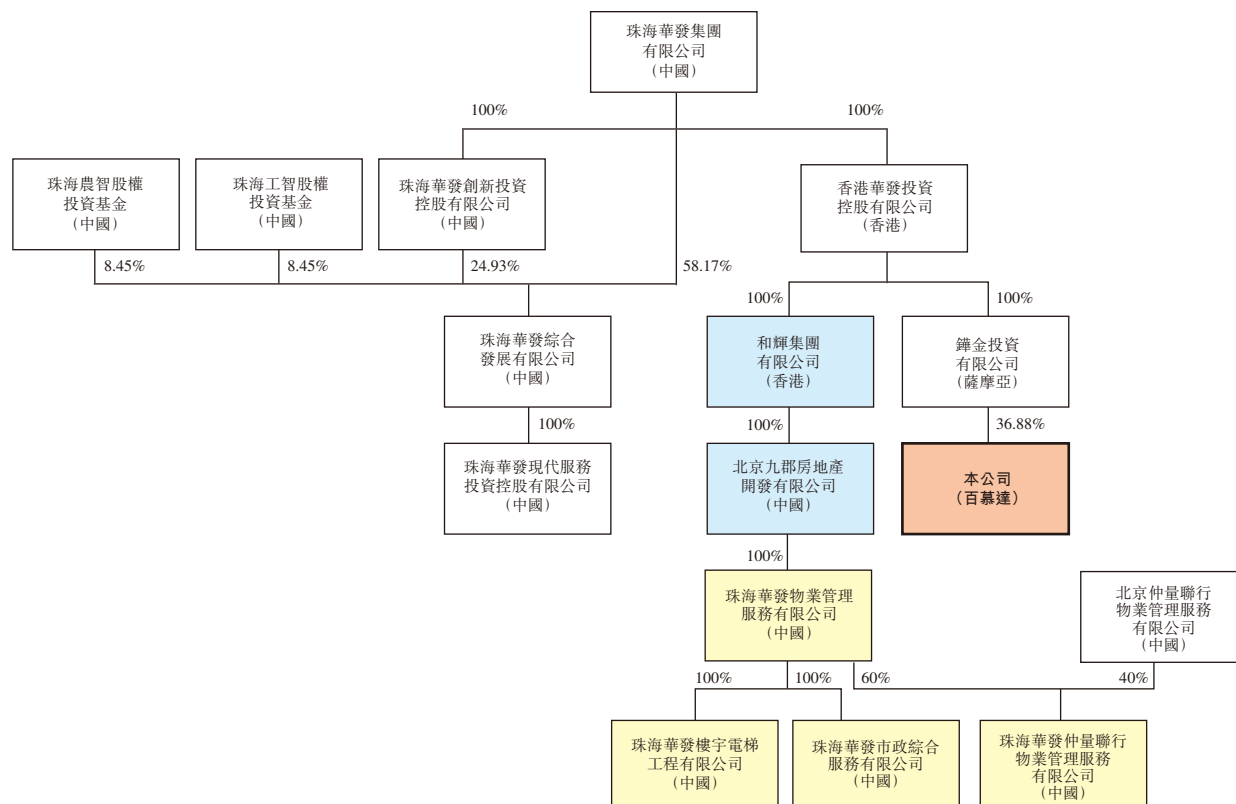 珠海華發集團
有限公司
(中國)
100%
100%
珠海農智股權
投資基金
(中國)
珠海工智股權
投資基金
(中國)
珠海華發創新投資
控股有限公司
(中國)
香港華發投資
控股有限公司
(香港)
8.45%
8.45%
24.93%
58.17%
100%
100%
珠海華發綜合
發展有限公司
(中國)
和輝集團
有限公司
(香港)
鏵金投資
有限公司
(薩摩亞)
100%
100%
36.88%
珠海華發現代服務
投資控股有限公司
(中國)
北京九郡房地產
開發有限公司
(中國)
本公司
(百慕達)
100%
珠海華發物業管理
服務有限公司
(中國)
北京仲量聯行
物業管理服務
有限公司
(中國)
100%
100%
60%
40%
珠海華發樓宇電梯
工程有限公司
(中國)
珠海華發市政綜合
服務有限公司
(中國)
珠海華發仲量聯行
物業管理服務
有限公司
(中國)